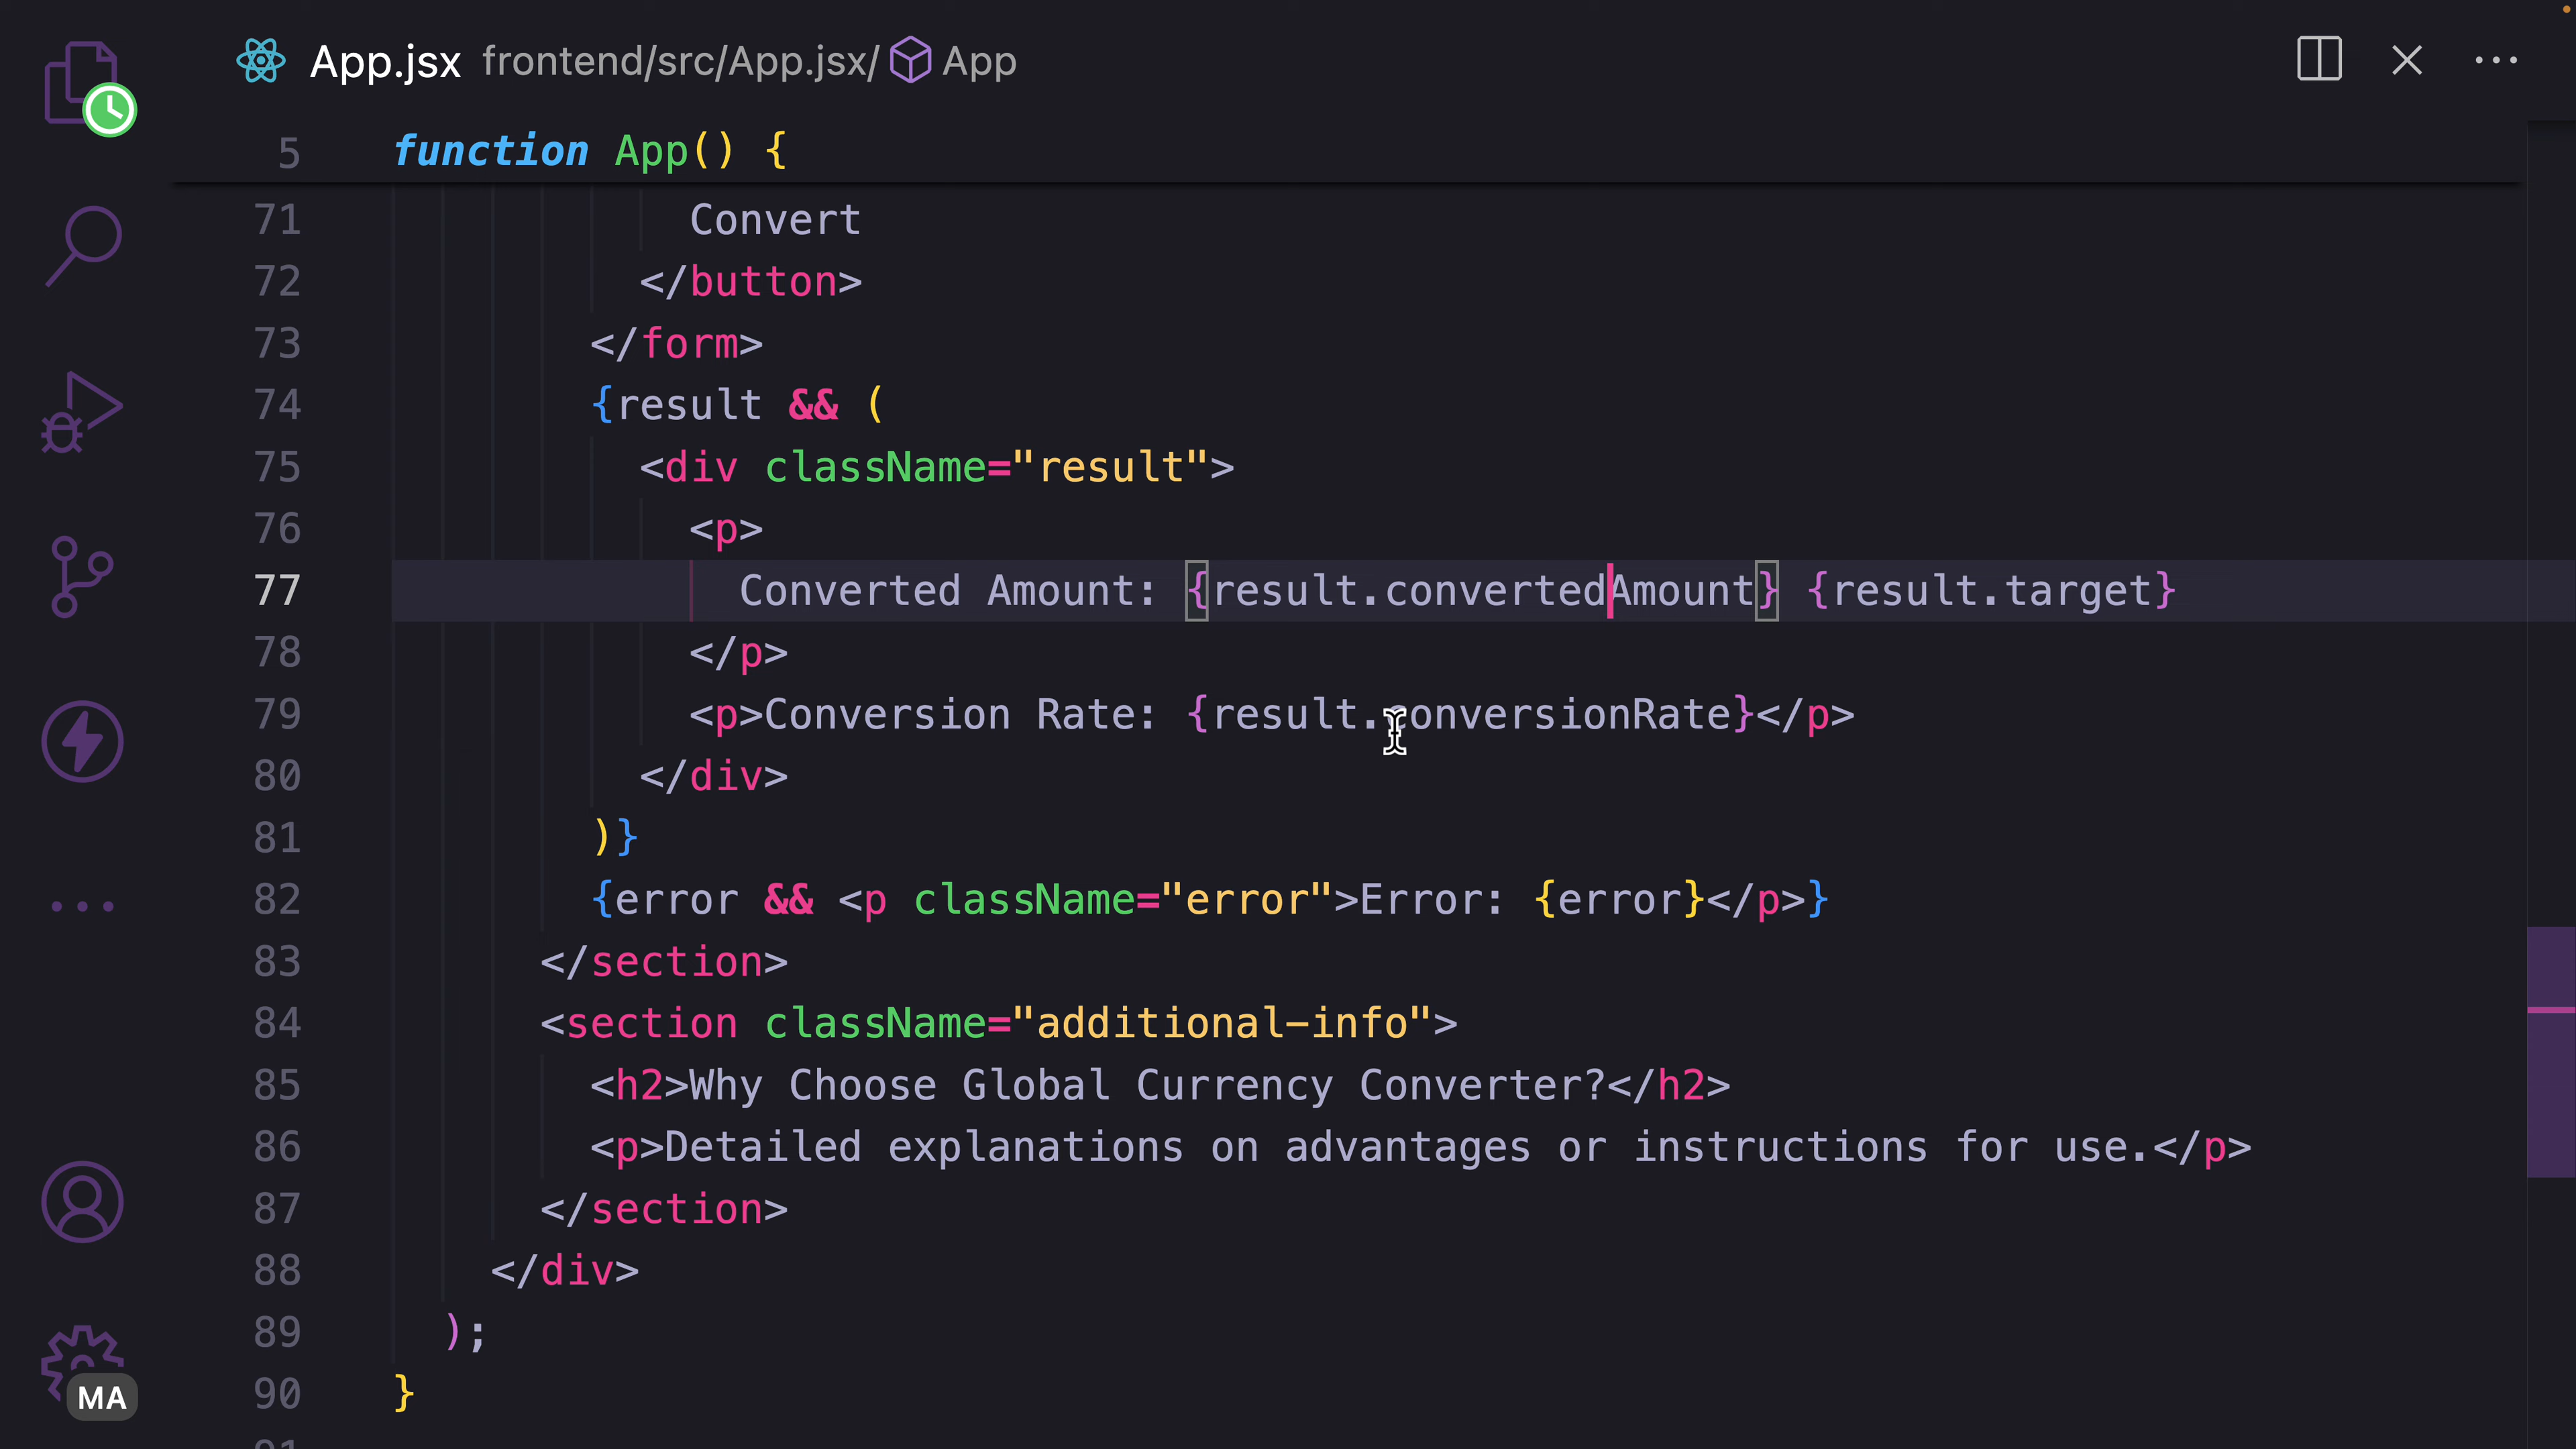 App.jsx frontend/src/App.jsx/ App
5 function App() {
71 Convert
72 </button>
73 </form>
74 {result && (
75 <div className="result">
76 <p>
77 Converted Amount: {result.convertedAmount} {result.target}
78 </p>
79 <p>Conversion Rate: {result.conversionRate}</p>
80 </div>
81 )}
82 {error && <p className="error">Error: {error}</p>}
83 </section>
84 <section className="additional-info">
85 <h2>Why Choose Global Currency Converter?</h2>
86 <p>Detailed explanations on advantages or instructions for use.</p>
87 </section>
88 </div>
89 );
90 }
MA